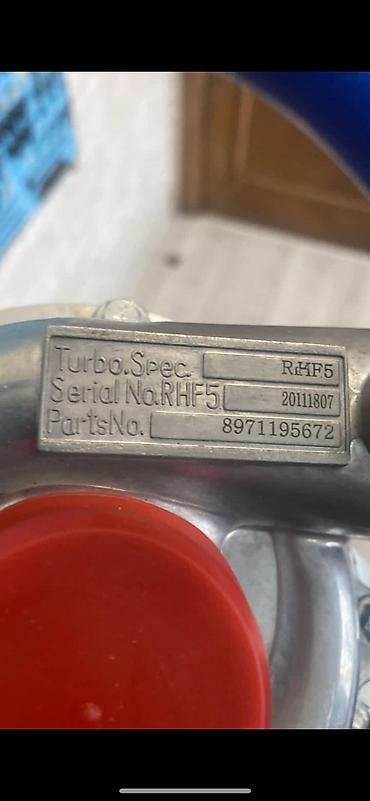 Turbo.Spec. RHF5
Serial No.RHF5 20111807
PartsNo. 8971195672